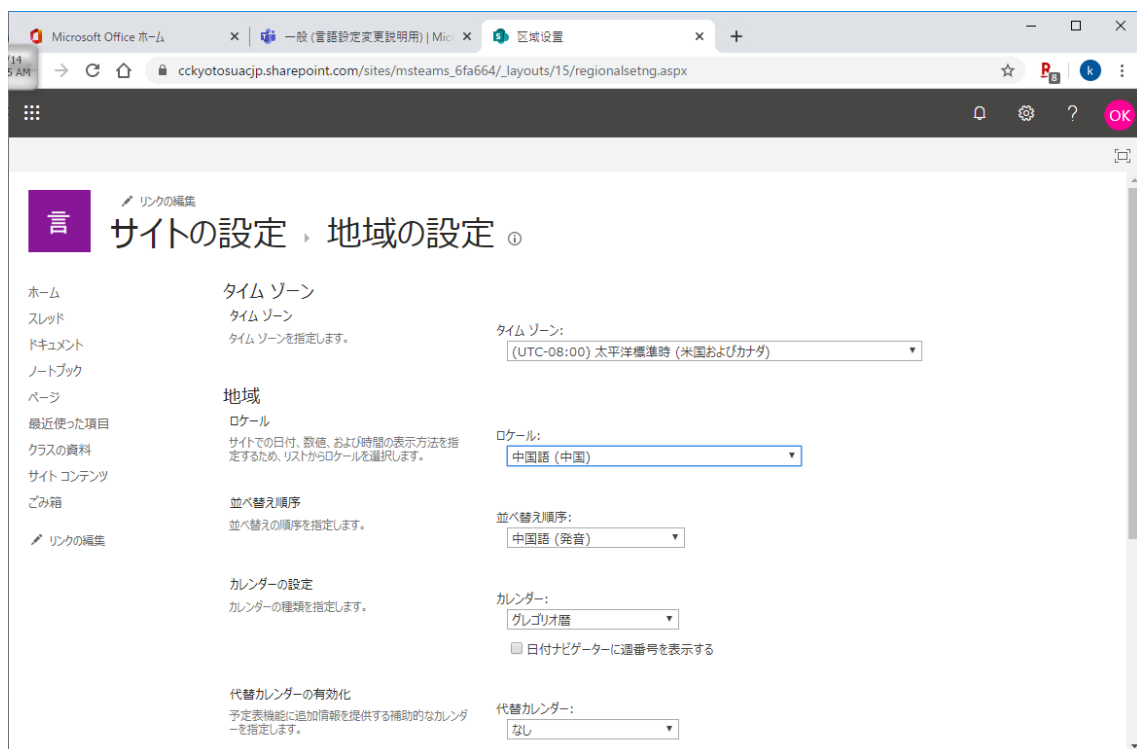 Microsoft Office ホーム
一般 (言語設定変更説明用) | Micr
区域设置
/14
5 AM
cckyotosuacjp.sharepoint.com/sites/msteams_6fa664/_layouts/15/regionalsetng.aspx
R
8
k
?
OK
リンクの編集
言
サイトの設定 › 地域の設定
ホーム
スレッド
ドキュメント
ノートブック
ページ
最近使った項目
クラスの資料
サイト コンテンツ
ごみ箱
リンクの編集
タイム ゾーン
タイム ゾーン
タイム ゾーンを指定します。
タイム ゾーン:
(UTC-08:00) 太平洋標準時 (米国およびカナダ)
地域
ロケール
サイトでの日付、数値、および時間の表示方法を指
定するため、リストからロケールを選択します。
ロケール:
中国語 (中国)
並べ替え順序
並べ替えの順序を指定します。
並べ替え順序:
中国語 (発音)
カレンダーの設定
カレンダーの種類を指定します。
カレンダー:
グレゴリオ暦
日付ナビゲーターに週番号を表示する
代替カレンダーの有効化
予定表機能に追加情報を提供する補助的なカレンダ
ーを指定します。
代替カレンダー:
なし